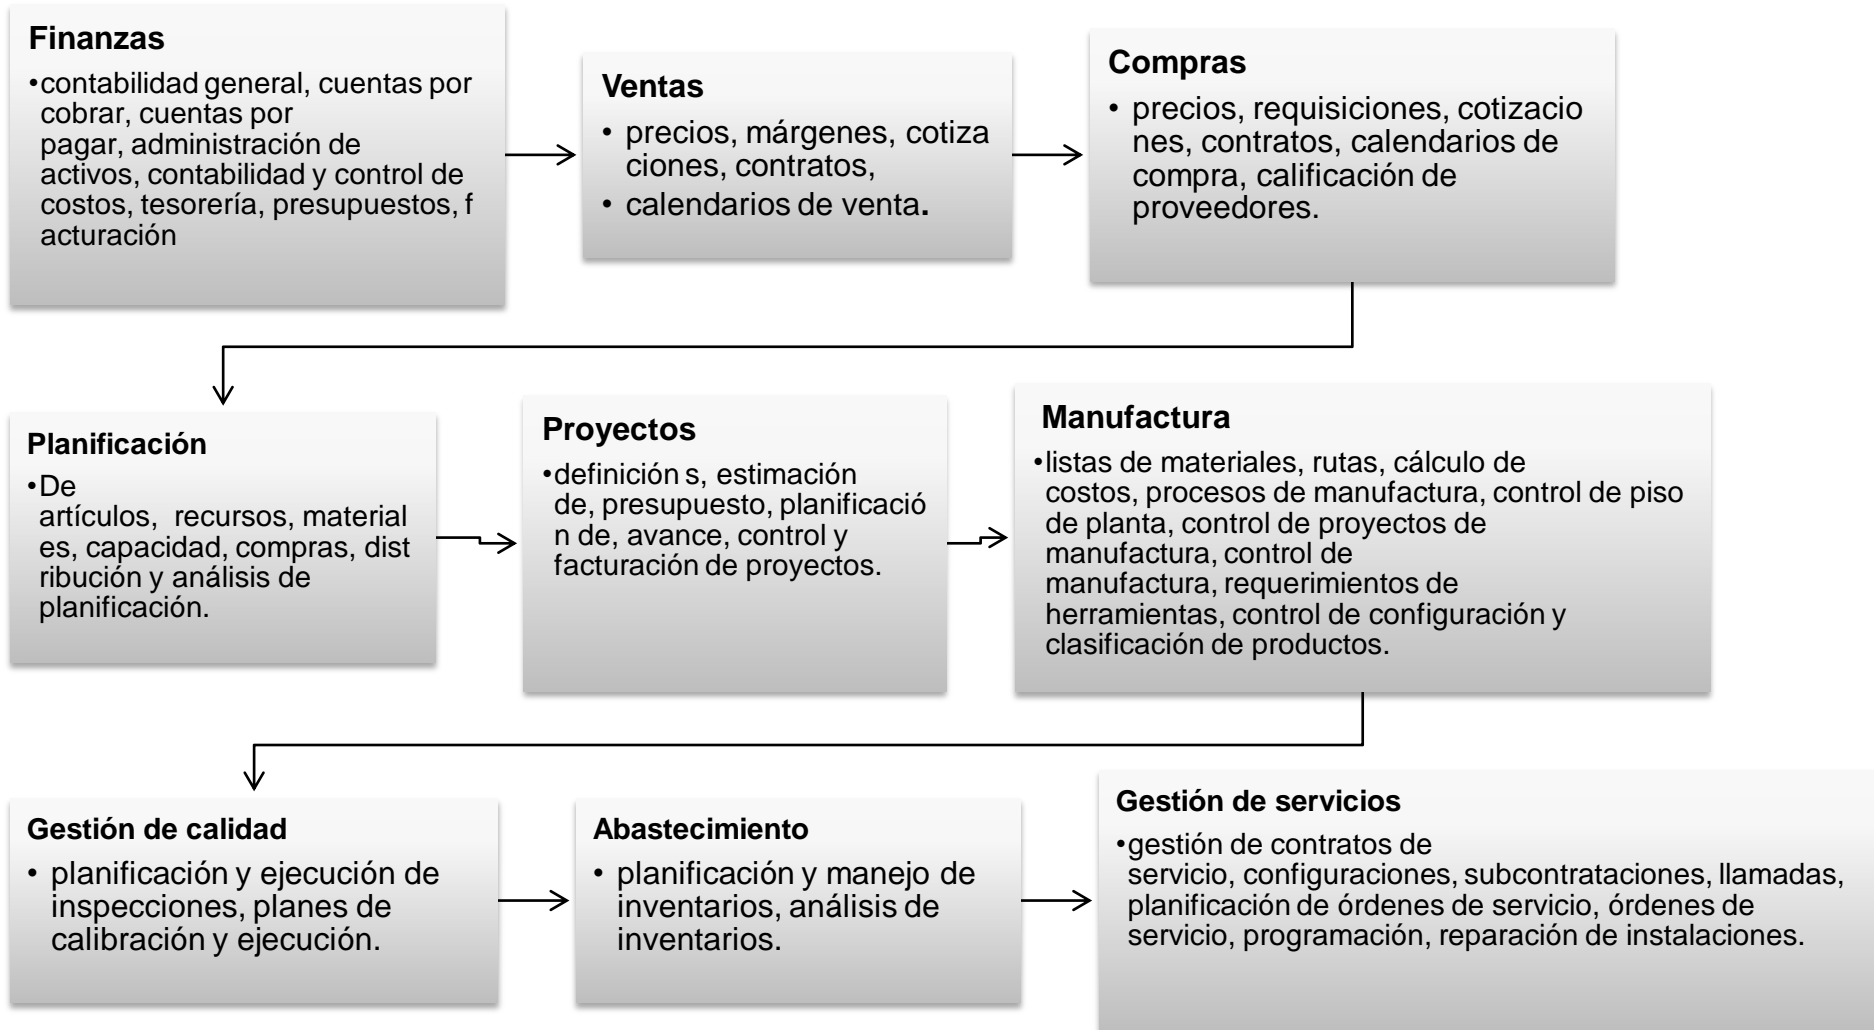 Finanzas
•contabilidad general, cuentas por
cobrar, cuentas por
pagar, administración de
activos, contabilidad y control de
costos, tesorería, presupuestos, f
acturación
Ventas
• precios, márgenes, cotiza
ciones, contratos,
• calendarios de venta.
Compras
• precios, requisiciones, cotizacio
nes, contratos, calendarios de
compra, calificación de
proveedores.
Planificación
•De
artículos, recursos, material
es, capacidad, compras, dist
ribución y análisis de
planificación.
Proyectos
•definición s, estimación
de, presupuesto, planificació
n de, avance, control y
facturación de proyectos.
Manufactura
•listas de materiales, rutas, cálculo de
costos, procesos de manufactura, control de piso
de planta, control de proyectos de
manufactura, control de
manufactura, requerimientos de
herramientas, control de configuración y
clasificación de productos.
Gestión de calidad
• planificación y ejecución de
inspecciones, planes de
calibración y ejecución.
Abastecimiento
• planificación y manejo de
inventarios, análisis de
inventarios.
Gestión de servicios
•gestión de contratos de
servicio, configuraciones, subcontrataciones, llamadas,
planificación de órdenes de servicio, órdenes de
servicio, programación, reparación de instalaciones.